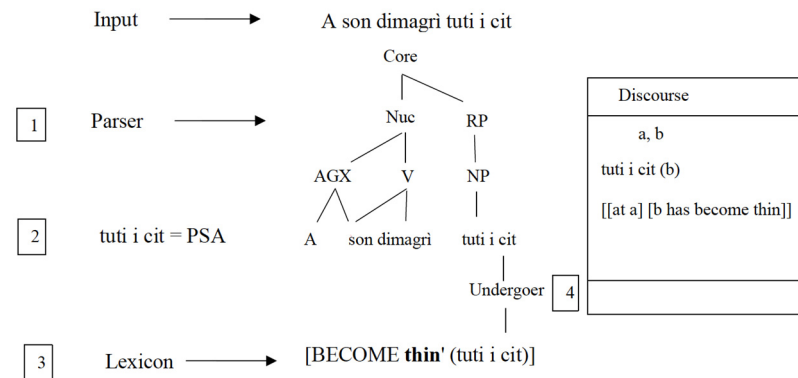 Input A son dimagrì tuti i cit
Core
Discourse
1 Parser Nuc RP
a, b
AGX V NP tuti i cit (b)
[[at a] [b has become thin]]
2 tuti i cit = PSA A son dimagrì tuti i cit
Undergoer 4
3 Lexicon [BECOME thin' (tuti i cit)]